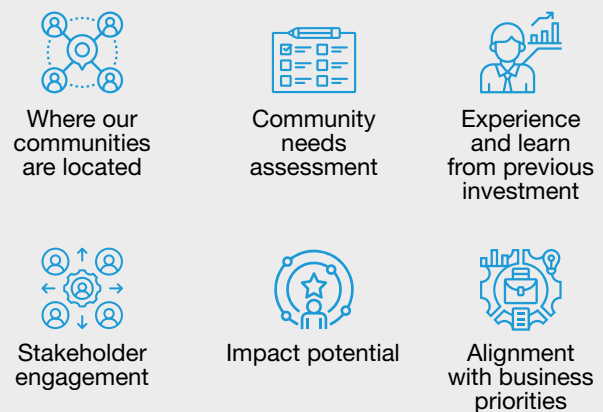 Where our
communities
are located
Community
needs
assessment
Experience
and learn
from previous
investment
Stakeholder
engagement
Impact potential
Alignment
with business
priorities